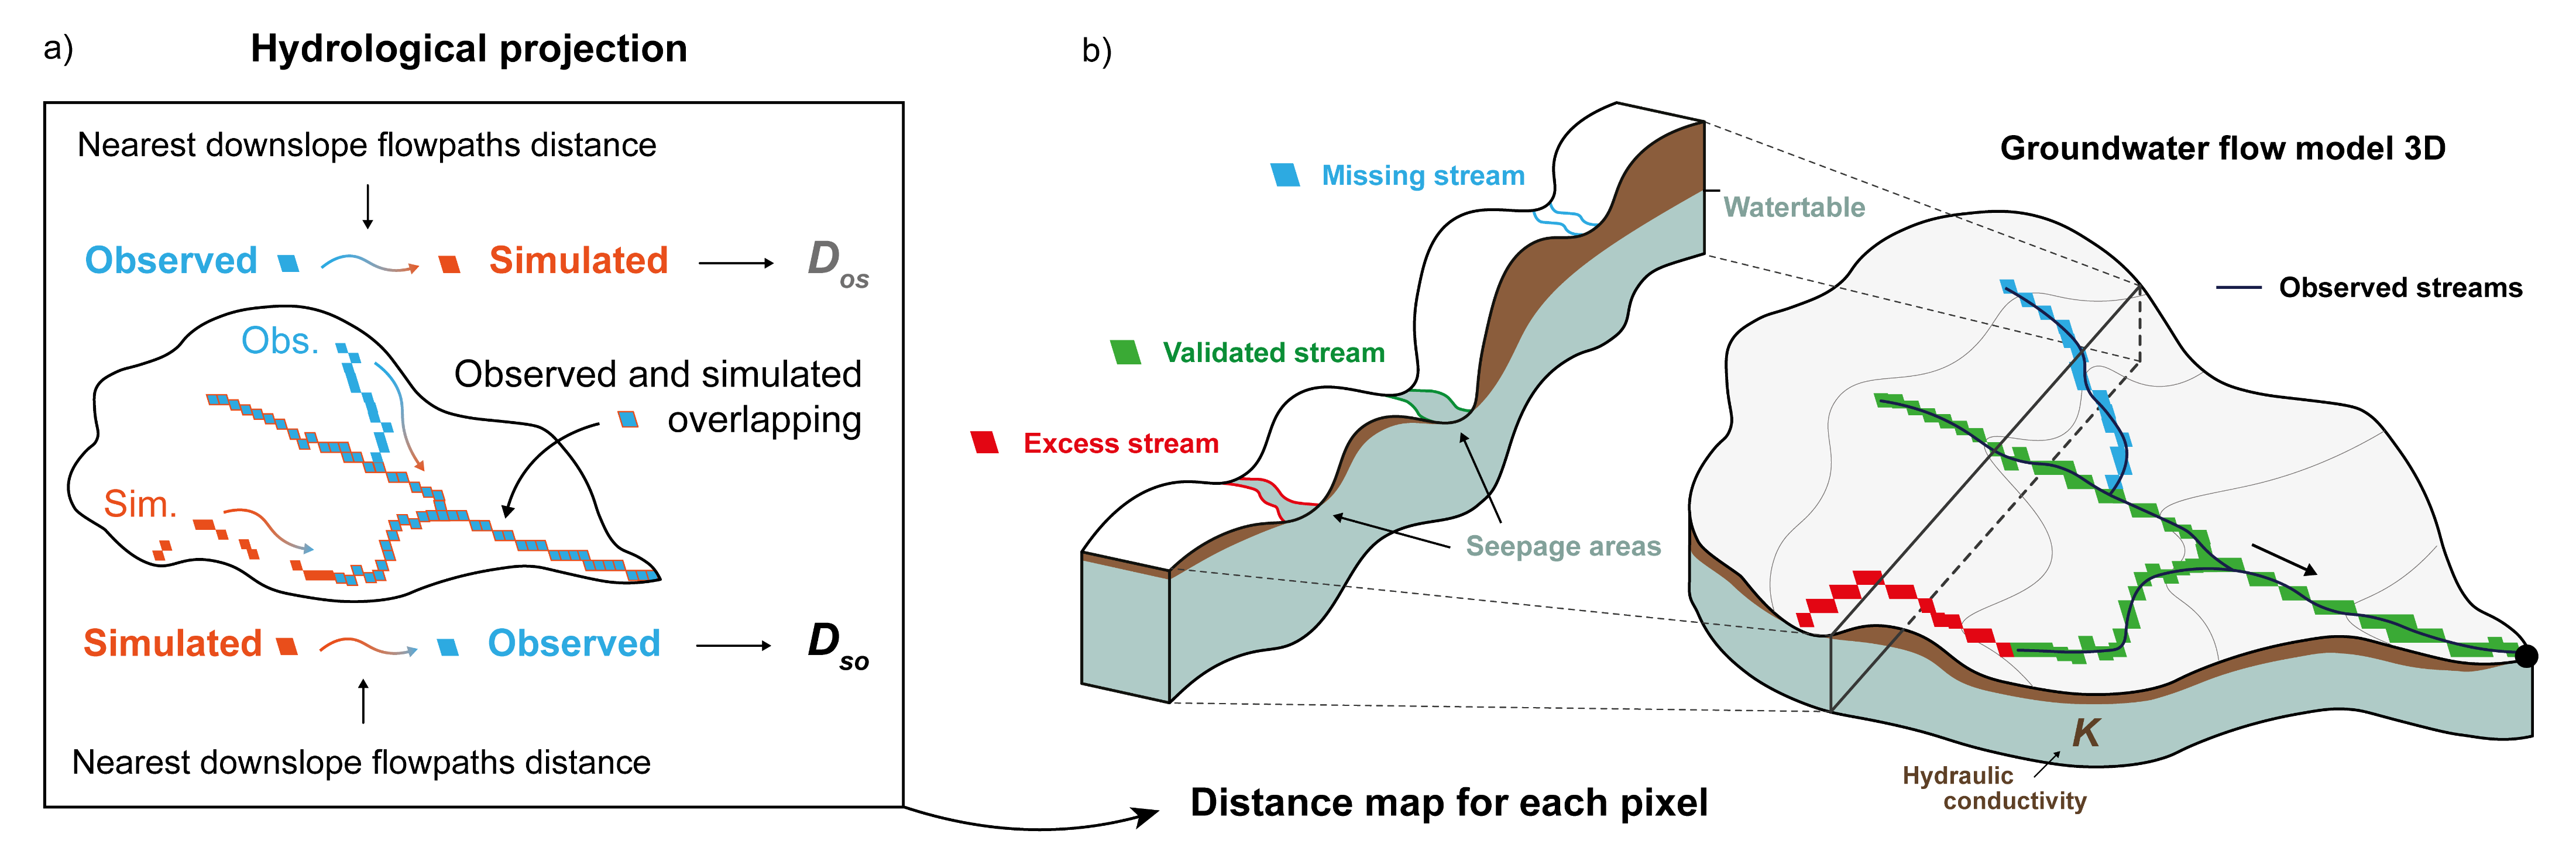 a)
Hydrological projection
Nearest downslope flowpaths distance
Observed Simulated Dos
Obs.
Observed and simulated
overlapping
Sim.
Simulated Observed Dso
Nearest downslope flowpaths distance
b)
Groundwater flow model 3D
Missing stream
Watertable
Observed streams
Validated stream
Excess stream
Seepage areas
K
Hydraulic
conductivity
Distance map for each pixel